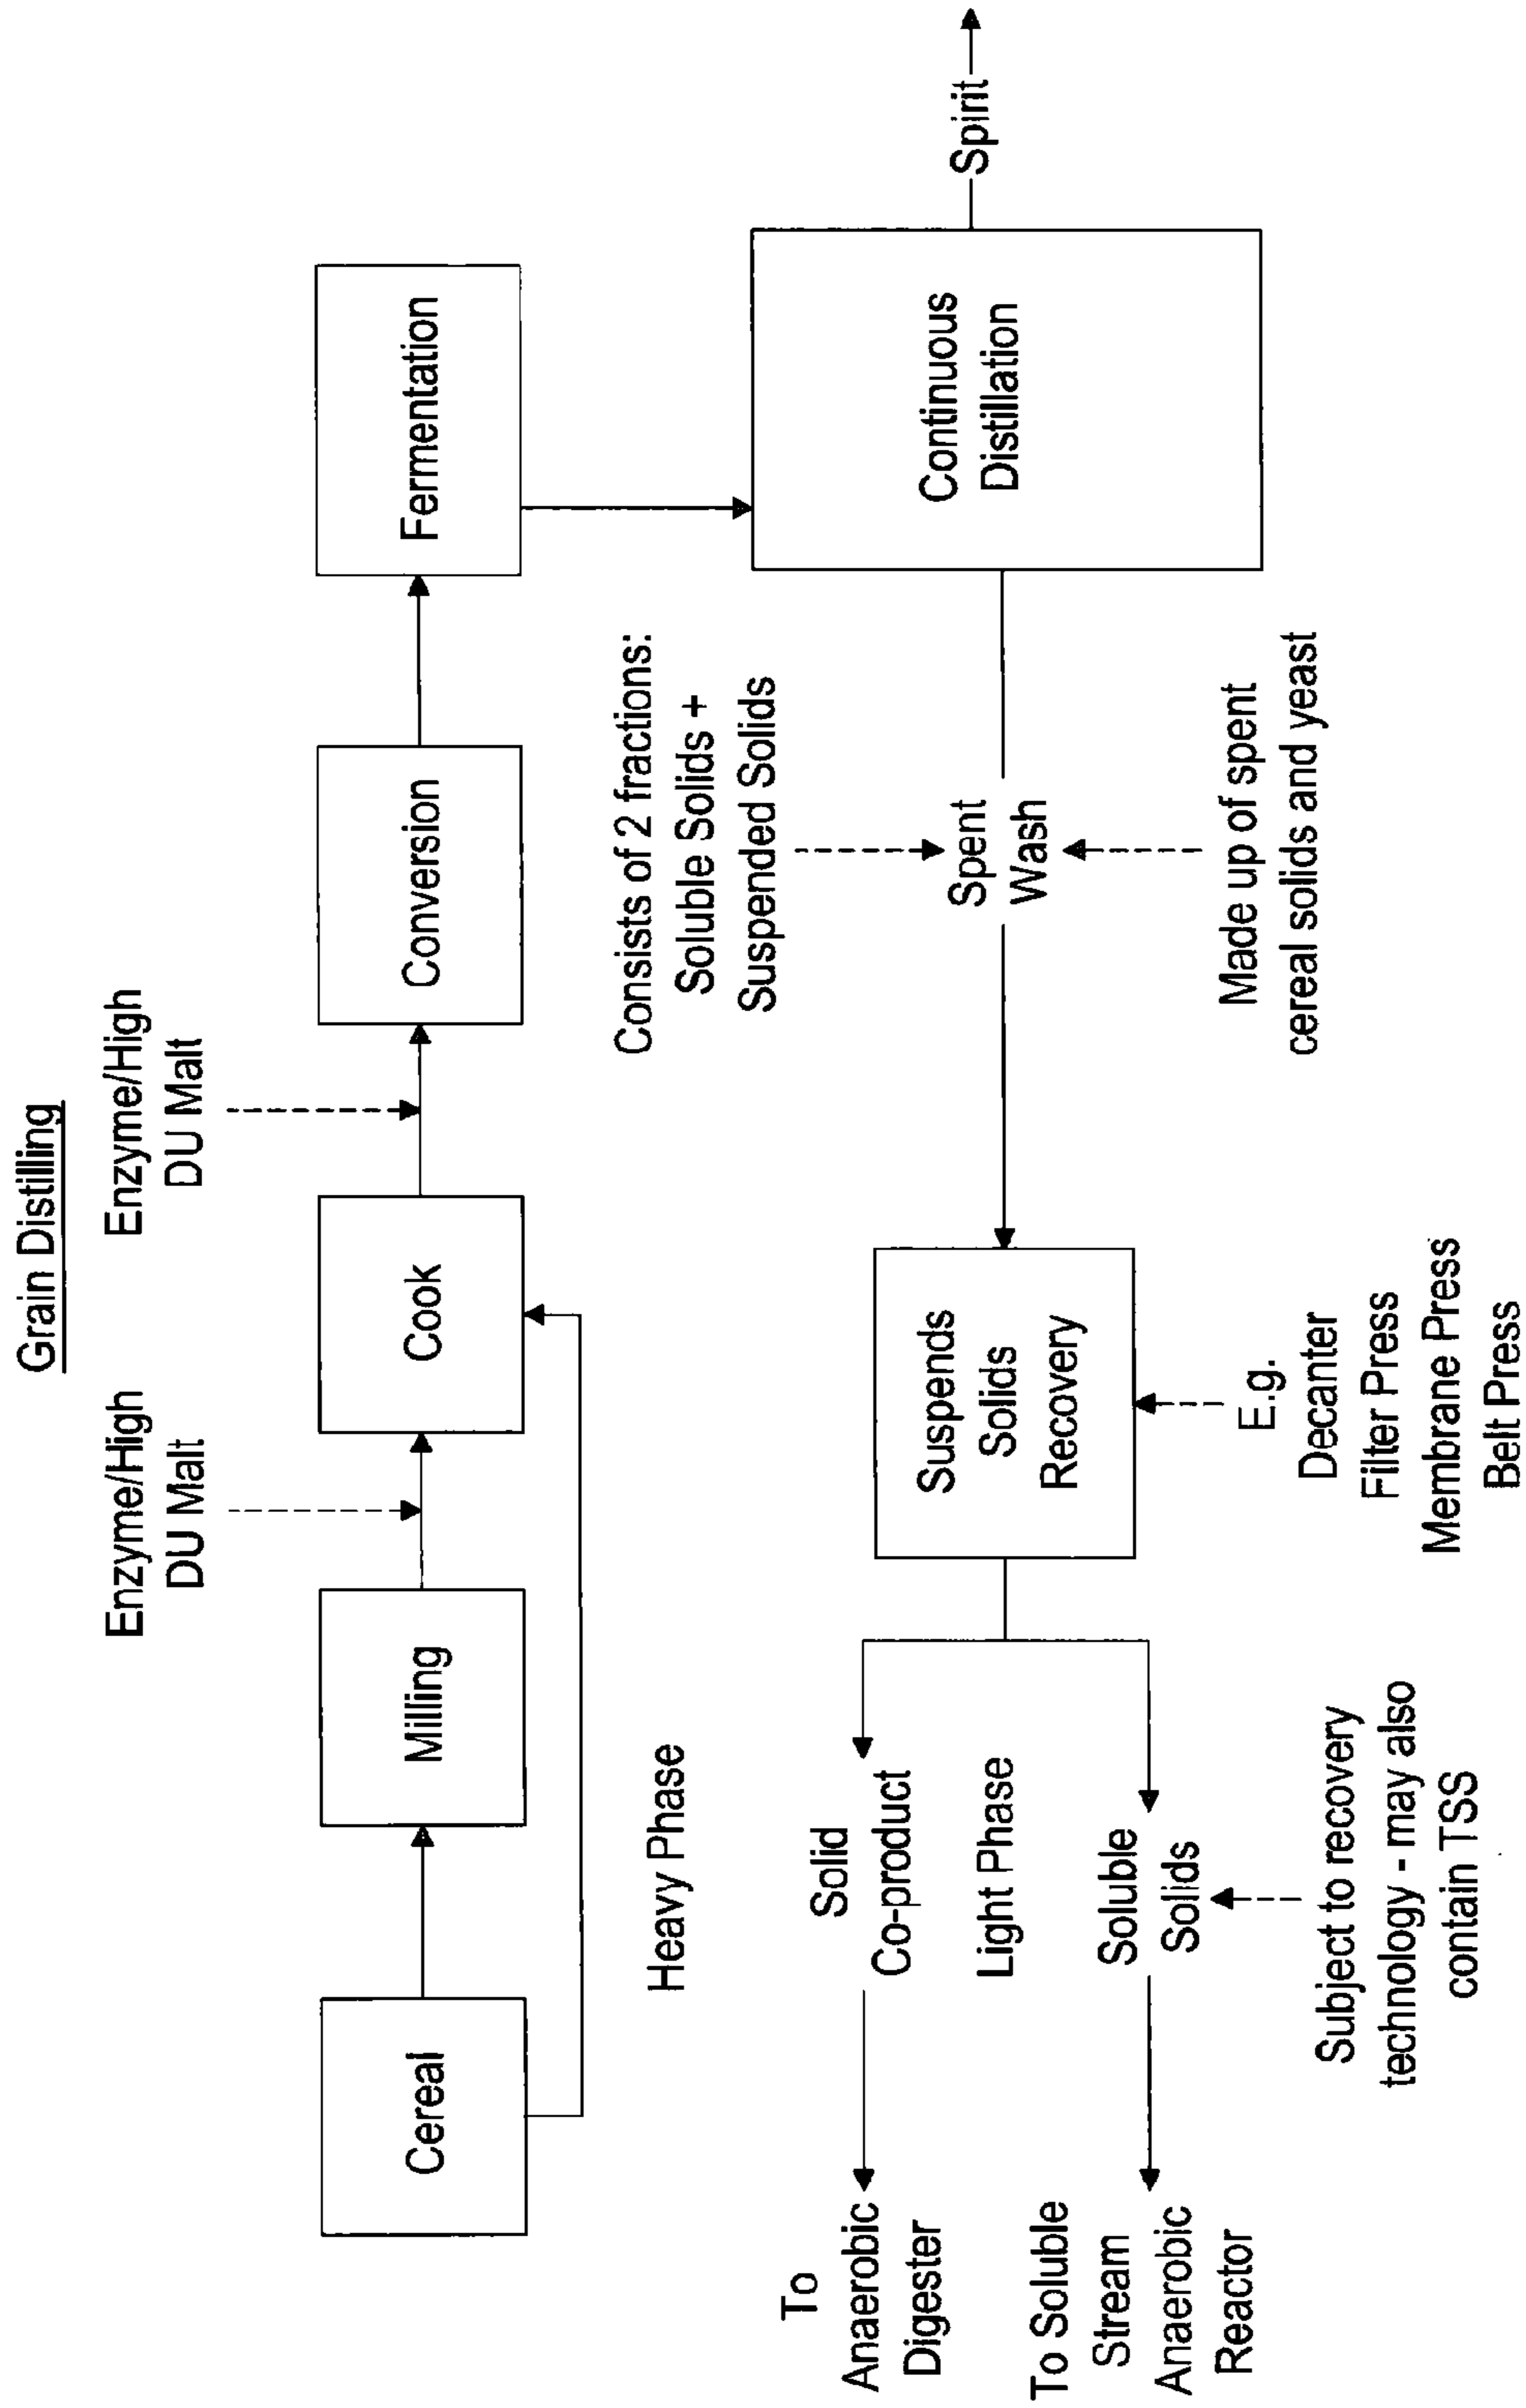 Grain Distilling
Enzyme/High
DU Malt
Enzyme/High
DU Malt
Cereal
Milling
Cook
Conversion
Fermentation
Heavy Phase
Consists of 2 fractions:
Soluble Solids +
Suspended Solids
To
Anaerobic
Digester
Solid
Co-product
Light Phase
Suspends
Solids
Recovery
Spent
Wash
Continuous
Distillation
Spirit
To Soluble
Stream
Anaerobic
Reactor
Soluble
Solids
Subject to recovery
technology - may also
contain TSS
E.g.
Decanter
Filter Press
Membrane Press
Belt Press
Made up of spent
cereal solids and yeast